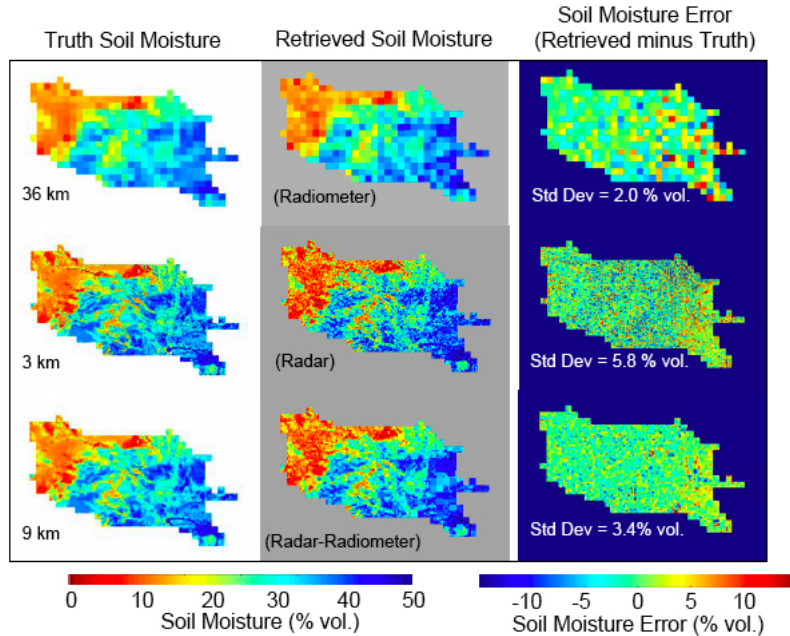 Truth Soil Moisture
Retrieved Soil Moisture
Soil Moisture Error
(Retrieved minus Truth)
36 km
(Radiometer)
Std Dev = 2.0 % vol.
3 km
(Radar)
Std Dev = 5.8 % vol.
9 km
(Radar-Radiometer)
Std Dev = 3.4% vol.
0 10 20 30 40 50
Soil Moisture (% vol.)
-10 -5 0 5 10
Soil Moisture Error (% vol.)